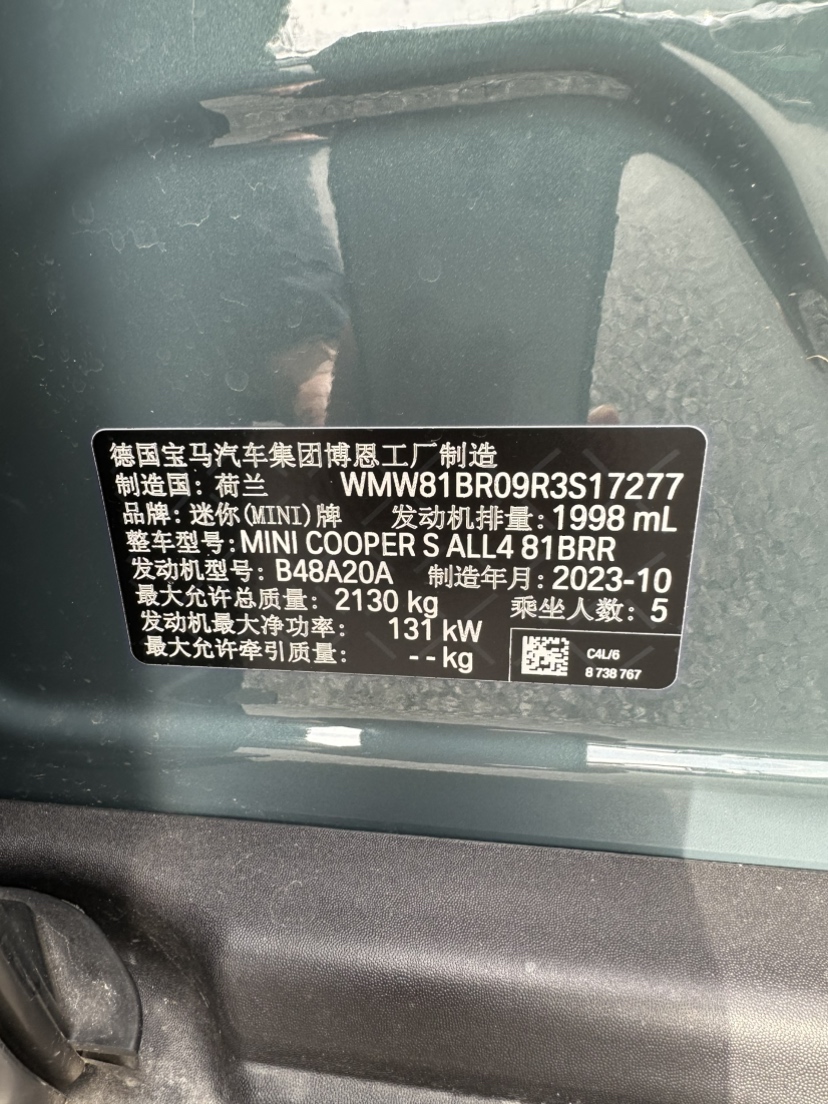 德国宝马汽车集团博恩工厂制造
制造国: 荷兰 WMW81BR09R3S17277
品牌: 迷你(MINI)牌 发动机排量: 1998 mL
整车型号: MINI COOPER S ALL4 81BRR
发动机型号: B48A20A 制造年月: 2023-10
最大允许总质量: 2130 kg 乘坐人数: 5
发动机最大净功率: 131 kW
最大允许牵引质量: -- kg
C4L/6
8 738 767